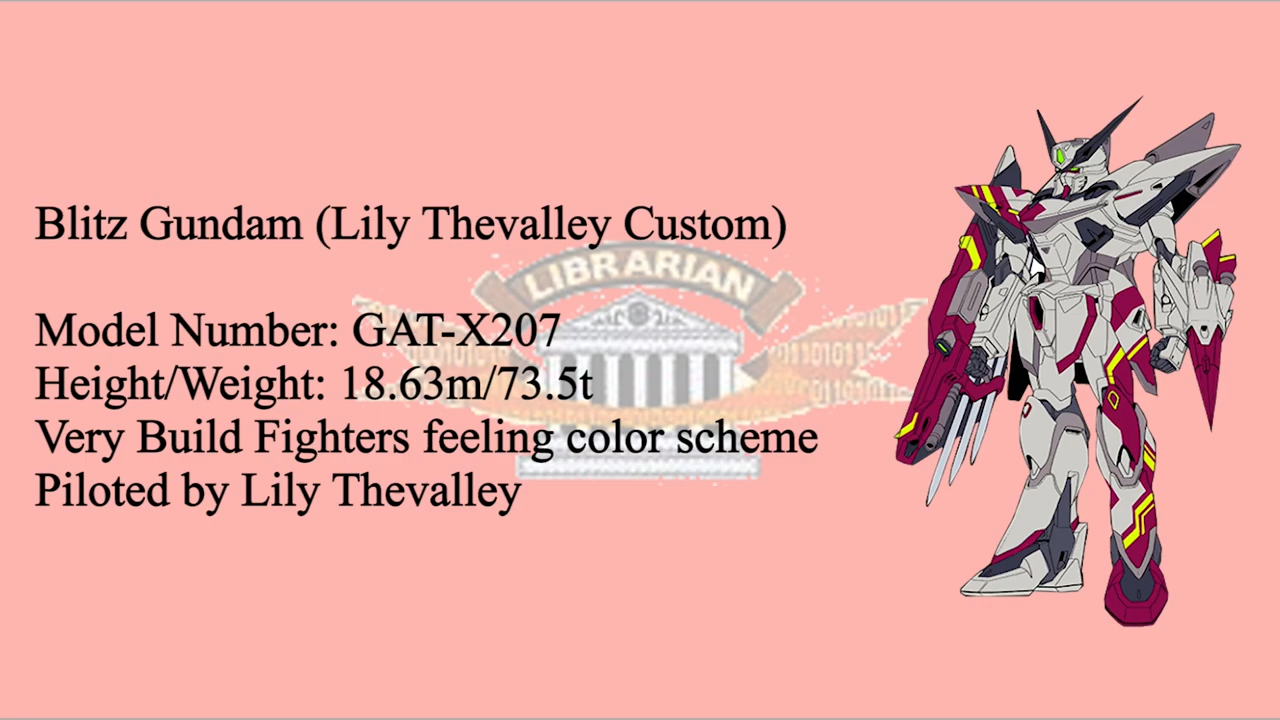 Blitz Gundam (Lily Thevalley Custom)
LIBRARIAN
Model Number: GAT-X207
Height/Weight: 18.63m/73.5t
Very Build Fighters feeling color scheme
Piloted by Lily Thevalley